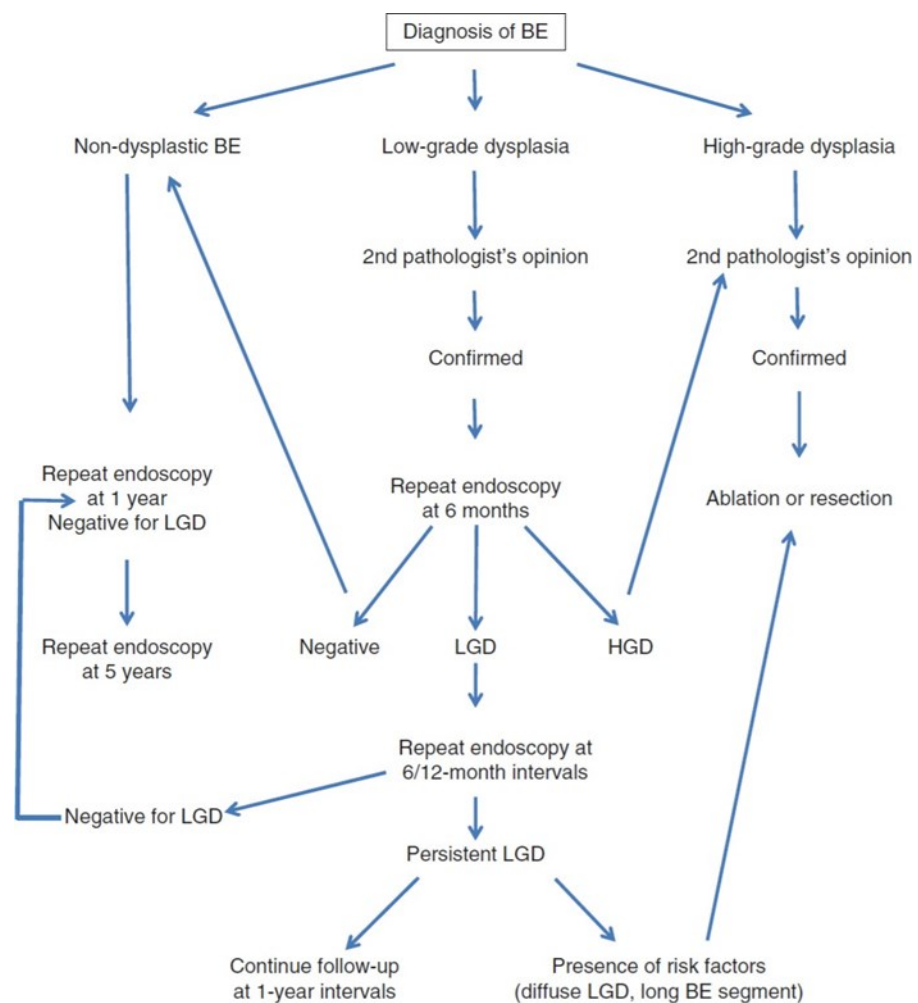 Diagnosis of BE
Non-dysplastic BE
Low-grade dysplasia
High-grade dysplasia
2nd pathologist's opinion
2nd pathologist's opinion
Confirmed
Confirmed
Repeat endoscopy
at 1 year
Negative for LGD
Repeat endoscopy
at 6 months
Ablation or resection
Repeat endoscopy
at 5 years
Negative
LGD
HGD
Repeat endoscopy at
6/12-month intervals
Negative for LGD
Persistent LGD
Continue follow-up
at 1-year intervals
Presence of risk factors
(diffuse LGD, long BE segment)